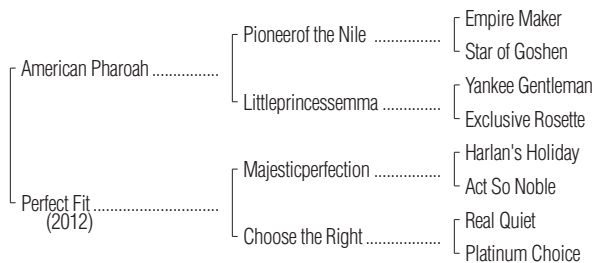 Empire Maker
Pioneerof the Nile ................
Star of Goshen
American Pharoah ................
Yankee Gentleman
Littleprincessemma ..............
Exclusive Rosette
Harlan's Holiday
Majesticperfection ................
Act So Noble
Perfect Fit ..............................
(2012)
Real Quiet
Choose the Right ..................
Platinum Choice